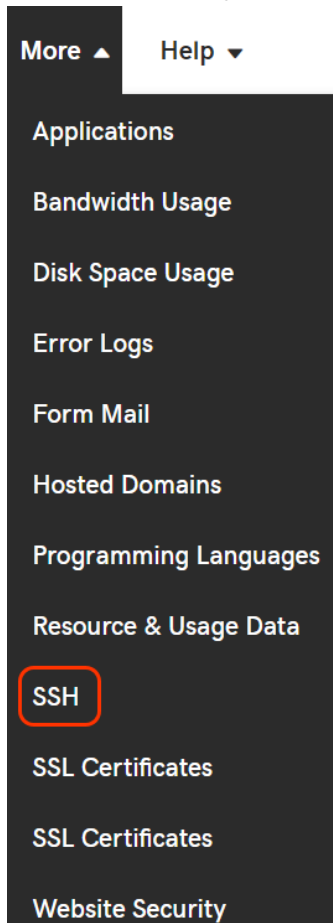 More Help
Applications
Bandwidth Usage
Disk Space Usage
Error Logs
Form Mail
Hosted Domains
Programming Languages
Resource & Usage Data
SSH
SSL Certificates
SSL Certificates
Website Security